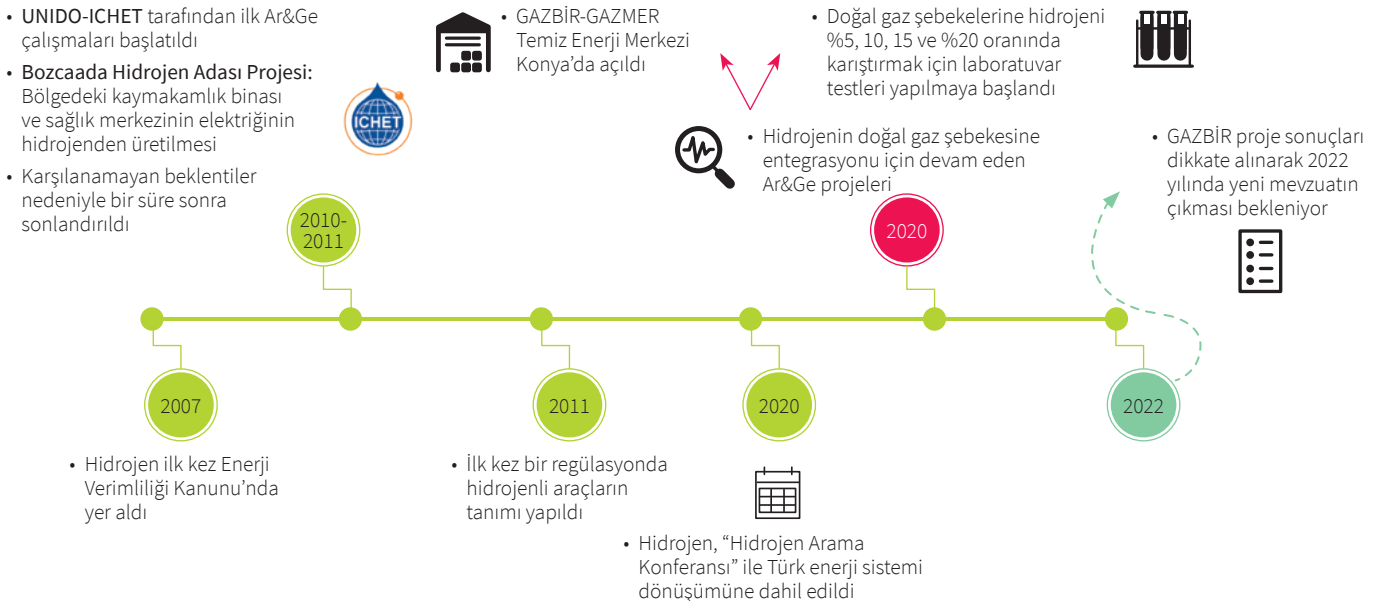 • UNIDO-ICHET tarafından ilk Ar&Ge
çalışmaları başlatıldı
• Bozcaada Hidrojen Adası Projesi:
Bölgedeki kaymakamlık binası
ve sağlık merkezinin elektriğinin
hidrojenden üretilmesi
• Karşılanamayan beklentiler
nedeniyle bir süre sonra
sonlandırıldı
ICHET
2010-
2011
• GAZBİR-GAZMER
Temiz Enerji Merkezi
Konya’da açıldı
• Doğal gaz şebekelerine hidrojeni
%5, 10, 15 ve %20 oranında
karıştırmak için laboratuvar
testleri yapılmaya başlandı
• Hidrojenin doğal gaz şebekesine
entegrasyonu için devam eden
Ar&Ge projeleri
2020
• GAZBİR proje sonuçları
dikkate alınarak 2022
yılında yeni mevzuatın
çıkması bekleniyor
2007
• Hidrojen ilk kez Enerji
Verimliliği Kanunu’nda
yer aldı
2011
• İlk kez bir regülasyonda
hidrojenli araçların
tanımı yapıldı
2020
• Hidrojen, “Hidrojen Arama
Konferansı” ile Türk enerji sistemi
dönüşümüne dahil edildi
2022